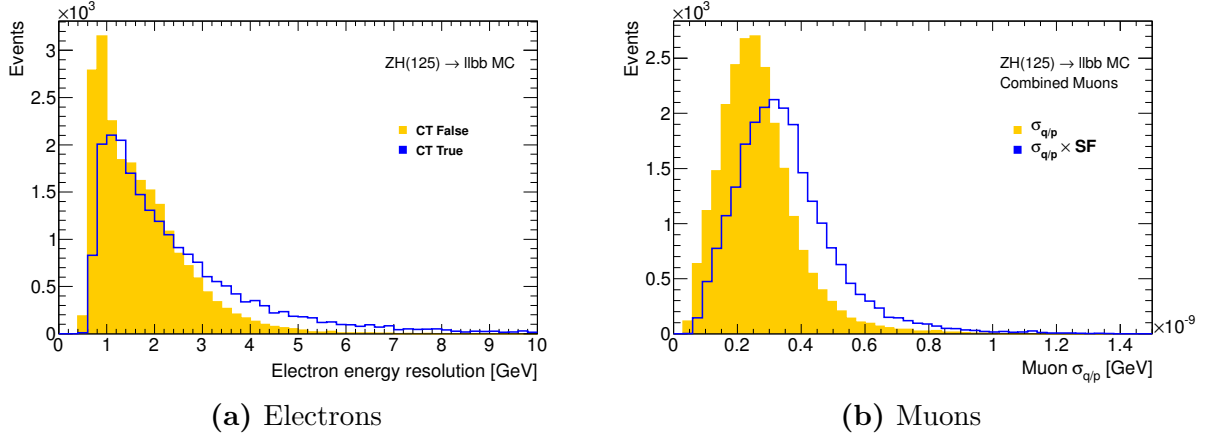 ×10³
Events
3
2.5
2
1.5
1
0.5
0
ZH(125) → llbb MC
CT False
CT True
0 1 2 3 4 5 6 7 8 9 10
Electron energy resolution [GeV]
(a) Electrons
×10³
Events
2.5
2
1.5
1
0.5
0
ZH(125) → llbb MC
Combined Muons
σq/p
σq/p × SF
0 0.2 0.4 0.6 0.8 1 1.2 1.4
×10⁻⁹
Muon σq/p [GeV]
(b) Muons